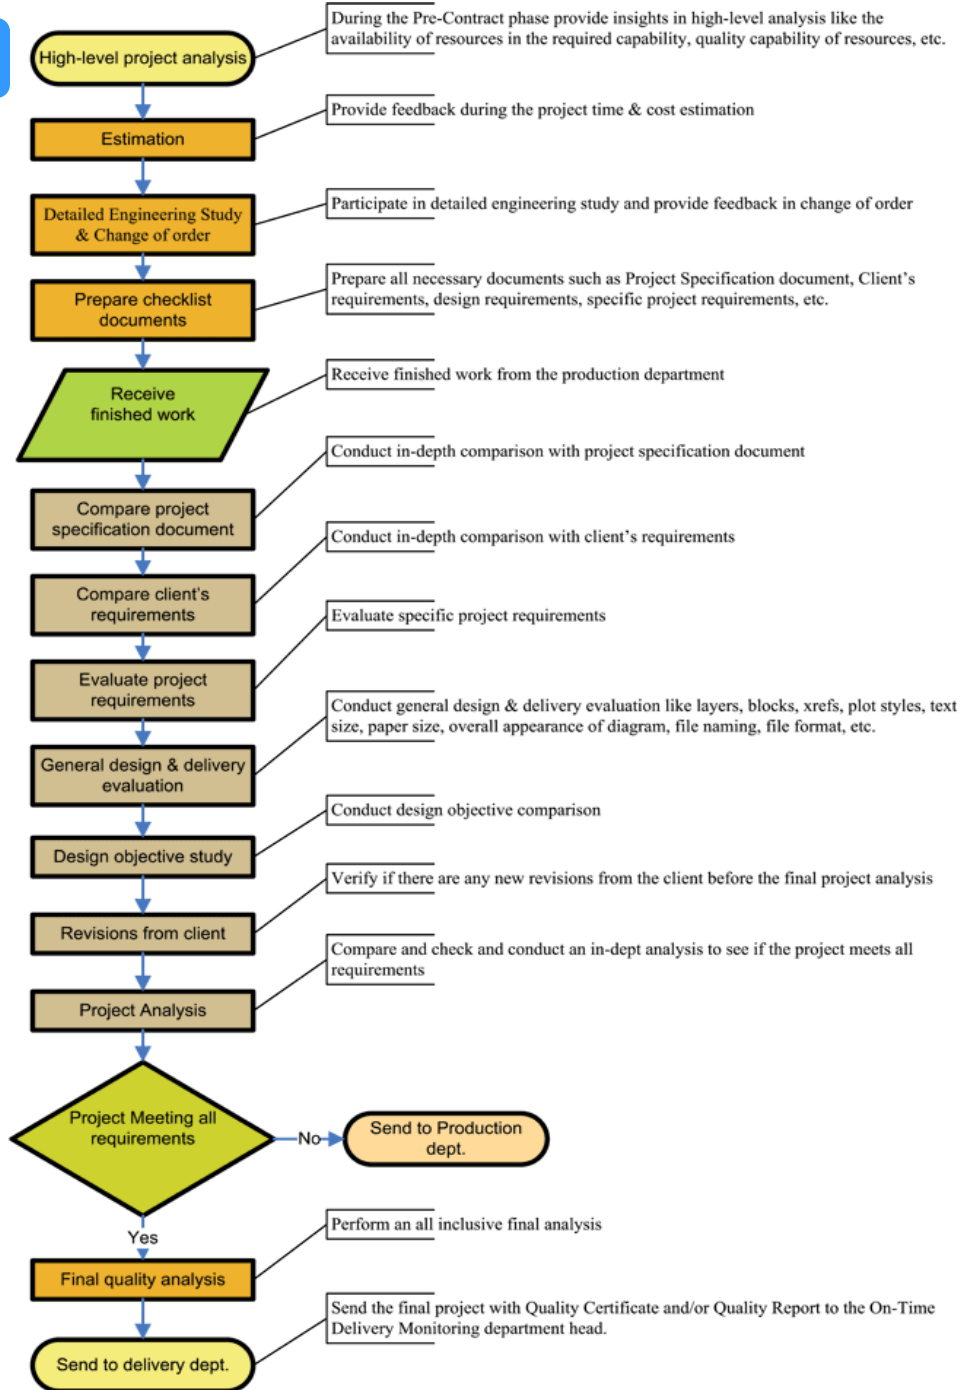 During the Pre-Contract phase provide insights in high-level analysis like the
availability of resources in the required capability, quality capability of resources, etc.
High-level project analysis
Provide feedback during the project time & cost estimation
Estimation
Participate in detailed engineering study and provide feedback in change of order
Detailed Engineering Study
& Change of order
Prepare all necessary documents such as Project Specification document, Client's
requirements, design requirements, specific project requirements, etc.
Prepare checklist
documents
Receive finished work from the production department
Receive
finished work
Conduct in-depth comparison with project specification document
Compare project
specification document
Conduct in-depth comparison with client's requirements
Compare client's
requirements
Evaluate specific project requirements
Evaluate project
requirements
Conduct general design & delivery evaluation like layers, blocks, xrefs, plot styles, text
size, paper size, overall appearance of diagram, file naming, file format, etc.
General design & delivery
evaluation
Conduct design objective comparison
Design objective study
Verify if there are any new revisions from the client before the final project analysis
Revisions from client
Compare and check and conduct an in-dept analysis to see if the project meets all
requirements
Project Analysis
Project Meeting all
requirements
No
Send to Production
dept.
Yes
Perform an all inclusive final analysis
Final quality analysis
Send the final project with Quality Certificate and/or Quality Report to the On-Time
Delivery Monitoring department head.
Send to delivery dept.